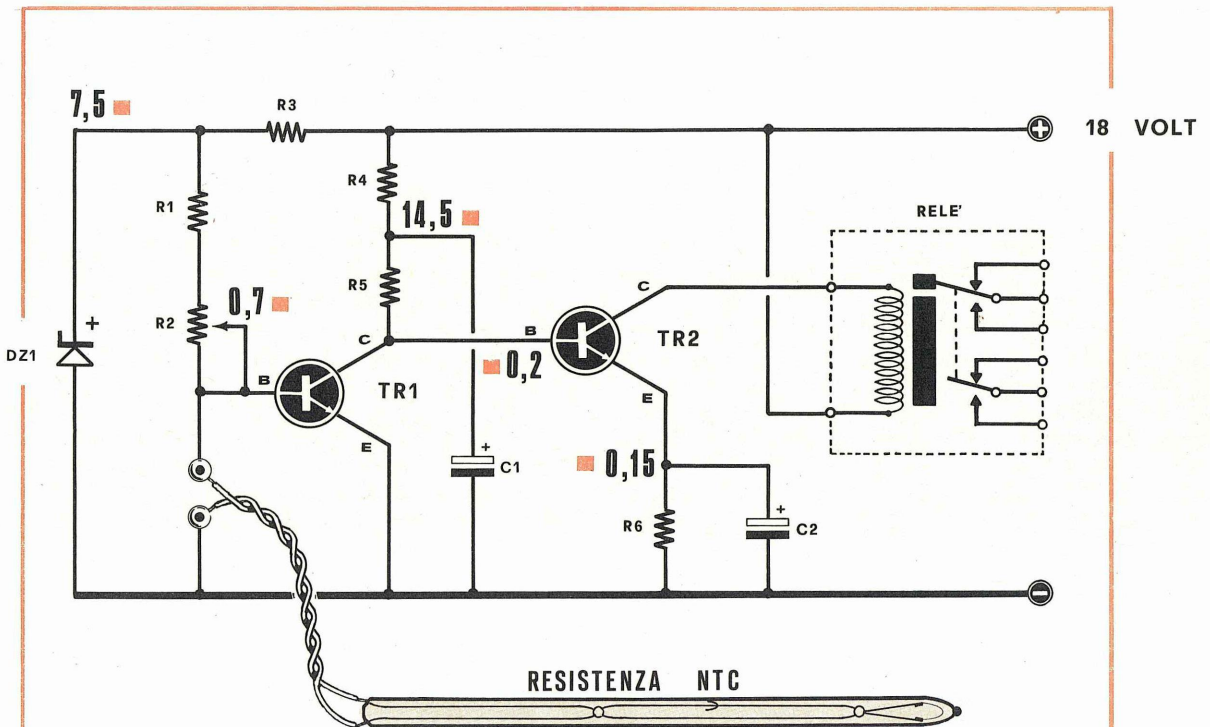 7,5
R3
18 VOLT
R4
R1
14,5
RELE'
R5
C
0,7
R2
TR2
+
C
B
DZ1
0,2
B
TR1
E
E
+
C1
0,15
+
R6
C2
RESISTENZA NTC